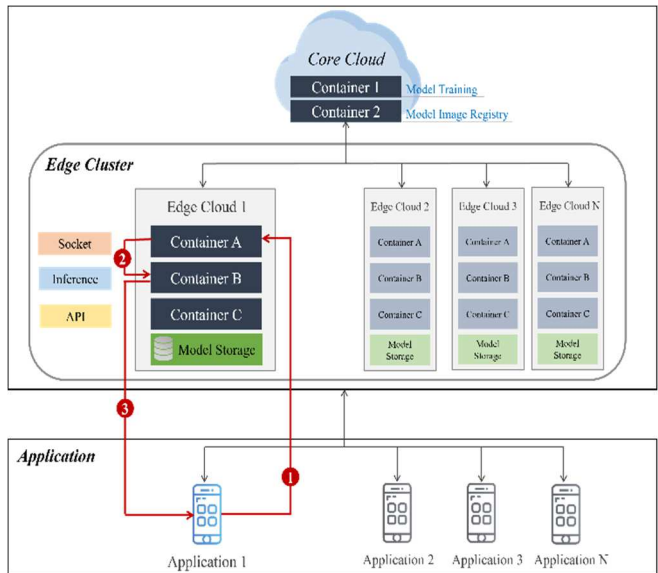 Core Cloud
Container 1
Model Training
Container 2
Model Image Registry
Edge Cluster
Edge Cloud 1
Edge Cloud 2
Edge Cloud 3
Edge Cloud N
Socket
Container A
Container A
Container A
Container A
2
Inference
Container B
Container B
Container B
Container B
API
Container C
Container C
Container C
Container C
Model Storage
Model
Storage
Model
Storage
Model
Storage
3
Application
1
Application 1
Application 2
Application 3
Application N